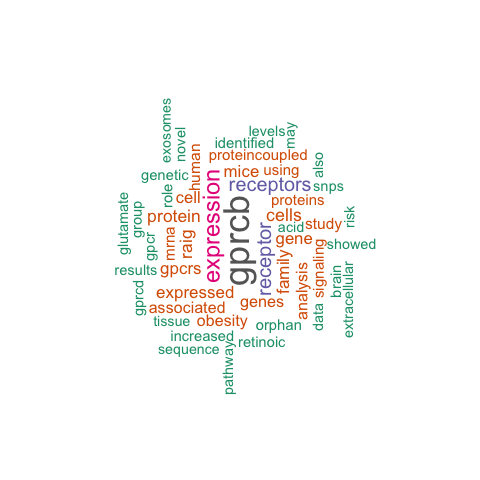 exosomes
novel
levels
may
identified
human
proteincoupled
also
genetic
mice
using
role
cell
expression
receptors
snps
glutamate
group
protein
gprcb
proteins
cells
risk
gpcr
mrna
raig
receptor
acid
study
gene
showed
results
gpcrs
family
analysis
signaling
brain
extracellular
gprcd
expressed
associated
genes
data
tissue
obesity
orphan
increased
retinoic
sequence
pathway